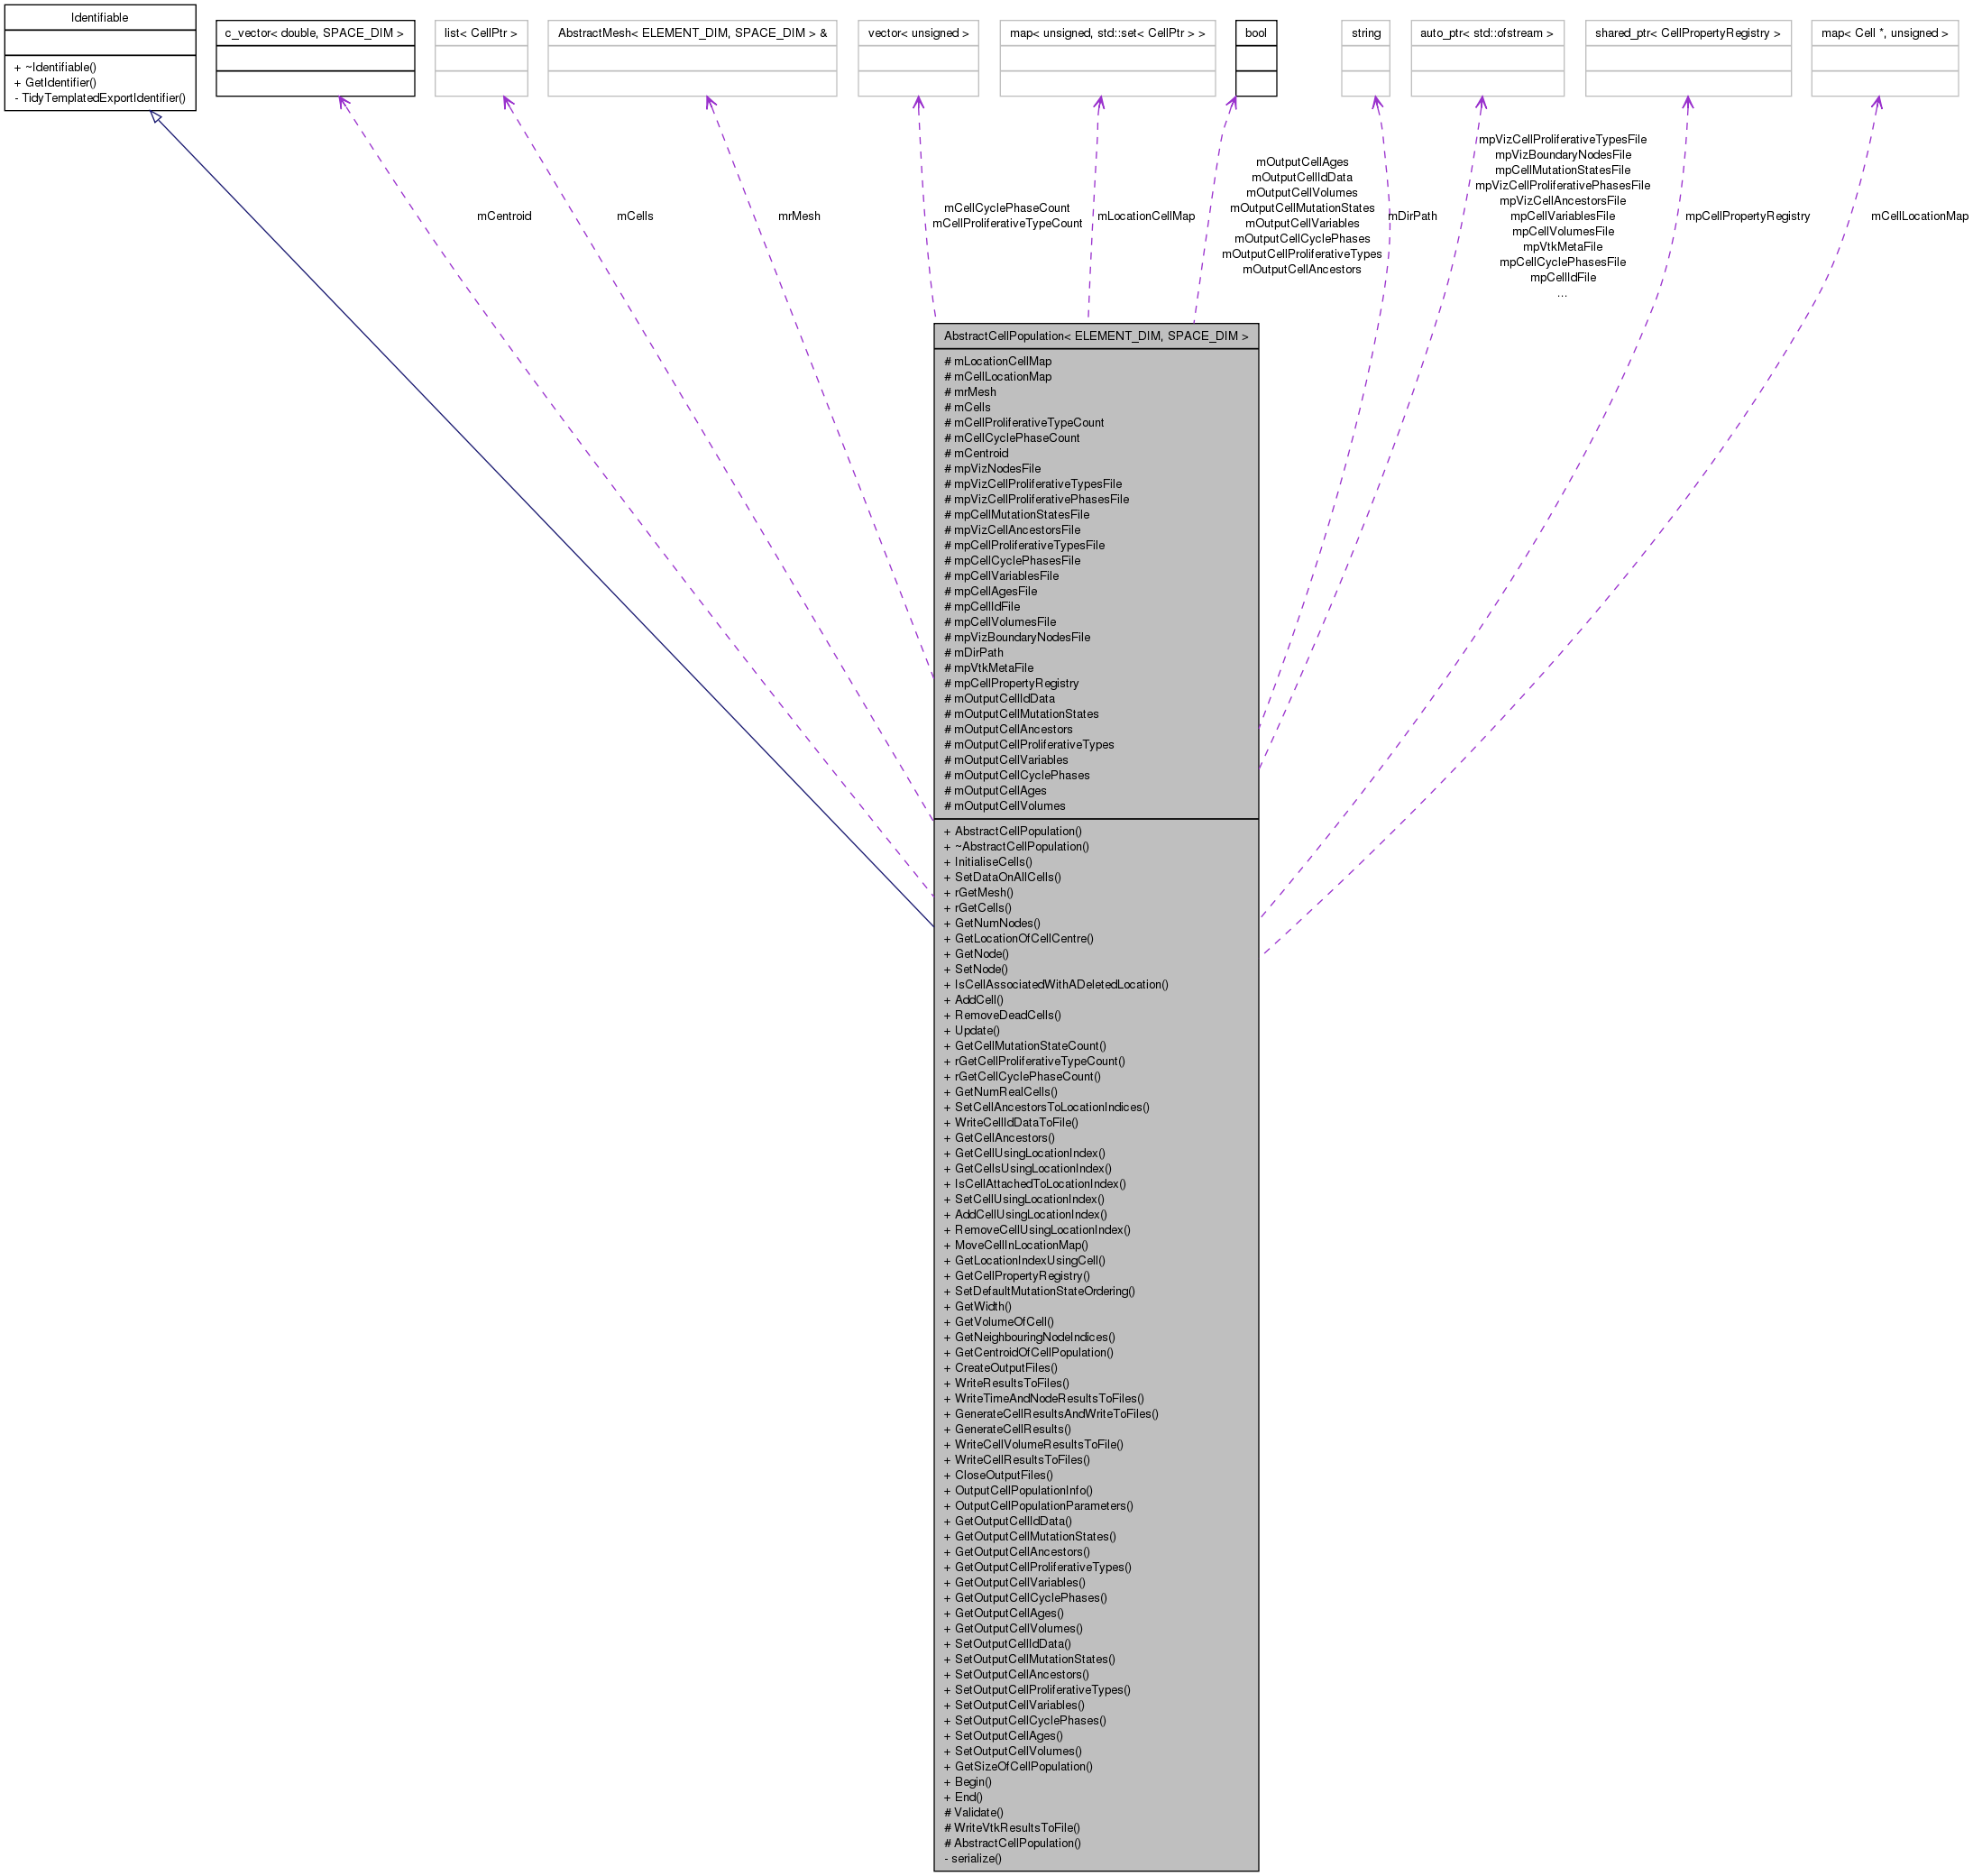 Identifiable
+ ~Identifiable()
+ GetIdentifier()
- TidyTemplatedExportIdentifier()
c_vector< double, SPACE_DIM >
list< CellPtr >
AbstractMesh< ELEMENT_DIM, SPACE_DIM > &
vector< unsigned >
map< unsigned, std::set< CellPtr > >
bool
string
auto_ptr< std::ofstream >
shared_ptr< CellPropertyRegistry >
map< Cell *, unsigned >
mCentroid
mCells
mrMesh
mCellCyclePhaseCount
mCellProliferativeTypeCount
mLocationCellMap
mOutputCellAges
mOutputCellIdData
mOutputCellVolumes
mOutputCellMutationStates
mOutputCellVariables
mOutputCellCyclePhases
mOutputCellProliferativeTypes
mOutputCellAncestors
mDirPath
mpVizCellProliferativeTypesFile
mpVizBoundaryNodesFile
mpCellMutationStatesFile
mpVizCellProliferativePhasesFile
mpVizCellAncestorsFile
mpCellVariablesFile
mpCellVolumesFile
mpVtkMetaFile
mpCellCyclePhasesFile
mpCellIdFile
...
mpCellPropertyRegistry
mCellLocationMap
AbstractCellPopulation< ELEMENT_DIM, SPACE_DIM >
# mLocationCellMap
# mCellLocationMap
# mrMesh
# mCells
# mCellProliferativeTypeCount
# mCellCyclePhaseCount
# mCentroid
# mpVizNodesFile
# mpVizCellProliferativeTypesFile
# mpVizCellProliferativePhasesFile
# mpCellMutationStatesFile
# mpVizCellAncestorsFile
# mpCellProliferativeTypesFile
# mpCellCyclePhasesFile
# mpCellVariablesFile
# mpCellAgesFile
# mpCellIdFile
# mpCellVolumesFile
# mpVizBoundaryNodesFile
# mDirPath
# mpVtkMetaFile
# mpCellPropertyRegistry
# mOutputCellIdData
# mOutputCellMutationStates
# mOutputCellAncestors
# mOutputCellProliferativeTypes
# mOutputCellVariables
# mOutputCellCyclePhases
# mOutputCellAges
# mOutputCellVolumes
+ AbstractCellPopulation()
+ ~AbstractCellPopulation()
+ InitialiseCells()
+ SetDataOnAllCells()
+ rGetMesh()
+ rGetCells()
+ GetNumNodes()
+ GetLocationOfCellCentre()
+ GetNode()
+ SetNode()
+ IsCellAssociatedWithADeletedLocation()
+ AddCell()
+ RemoveDeadCells()
+ Update()
+ GetCellMutationStateCount()
+ rGetCellProliferativeTypeCount()
+ rGetCellCyclePhaseCount()
+ GetNumRealCells()
+ SetCellAncestorsToLocationIndices()
+ WriteCellIdDataToFile()
+ GetCellAncestors()
+ GetCellUsingLocationIndex()
+ GetCellsUsingLocationIndex()
+ IsCellAttachedToLocationIndex()
+ SetCellUsingLocationIndex()
+ AddCellUsingLocationIndex()
+ RemoveCellUsingLocationIndex()
+ MoveCellInLocationMap()
+ GetLocationIndexUsingCell()
+ GetCellPropertyRegistry()
+ SetDefaultMutationStateOrdering()
+ GetWidth()
+ GetVolumeOfCell()
+ GetNeighbouringNodeIndices()
+ GetCentroidOfCellPopulation()
+ CreateOutputFiles()
+ WriteResultsToFiles()
+ WriteTimeAndNodeResultsToFiles()
+ GenerateCellResultsAndWriteToFiles()
+ GenerateCellResults()
+ WriteCellVolumeResultsToFile()
+ WriteCellResultsToFiles()
+ CloseOutputFiles()
+ OutputCellPopulationInfo()
+ OutputCellPopulationParameters()
+ GetOutputCellIdData()
+ GetOutputCellMutationStates()
+ GetOutputCellAncestors()
+ GetOutputCellProliferativeTypes()
+ GetOutputCellVariables()
+ GetOutputCellCyclePhases()
+ GetOutputCellAges()
+ GetOutputCellVolumes()
+ SetOutputCellIdData()
+ SetOutputCellMutationStates()
+ SetOutputCellAncestors()
+ SetOutputCellProliferativeTypes()
+ SetOutputCellVariables()
+ SetOutputCellCyclePhases()
+ SetOutputCellAges()
+ SetOutputCellVolumes()
+ GetSizeOfCellPopulation()
+ Begin()
+ End()
# Validate()
# WriteVtkResultsToFile()
# AbstractCellPopulation()
- serialize()